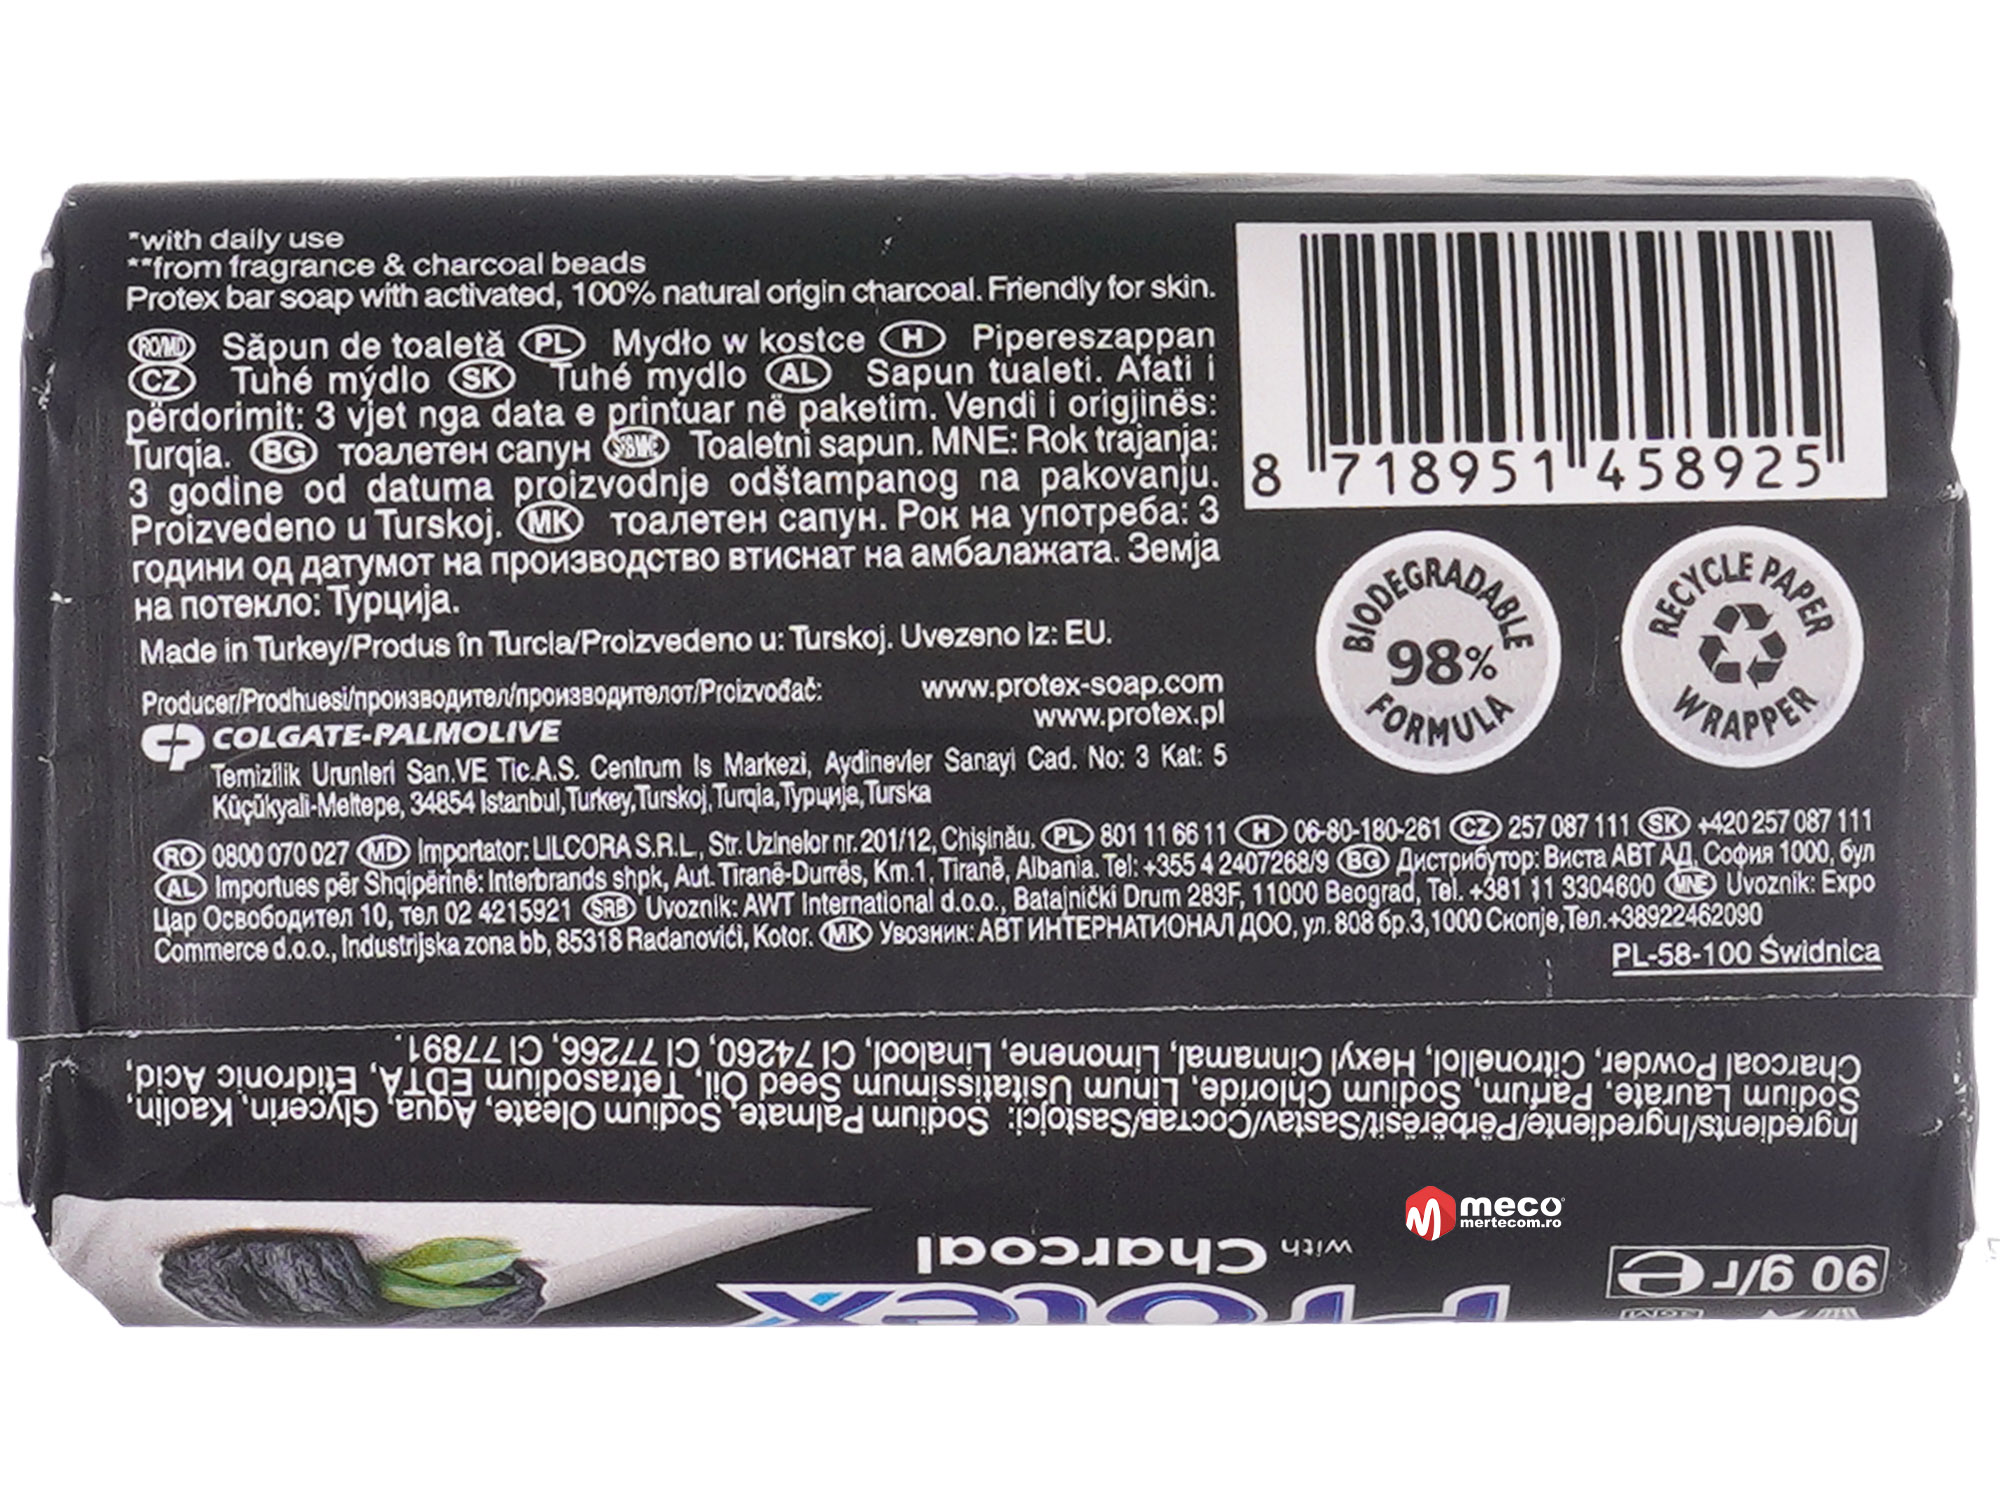 *with daily use
**from fragrance & charcoal beads
Protex bar soap with activated, 100% natural origin charcoal. Friendly for skin.
RO/MD Săpun de toaletă PL Mydło w kostce H Pipereszappan
CZ Tuhé mýdlo SK Tuhé mydlo AL Sapun tualeti. Afati i
përdorimit: 3 vjet nga data e printuar në paketim. Vendi i origjinës:
Turqia. BG тоалетен сапун Toaletni sapun. MNE: Rok trajanja:
3 godine od datuma proizvodnje odštampanog na pakovanju.
Proizvedeno u Turskoj. MK тоалетен сапун. Рок на употреба: 3
години од датумот на производство втиснат на амбалажата. Земја
на потекло: Турција.
Made in Turkey/Produs în Turcia/Proizvedeno u: Turskoj. Uvezeno iz: EU.
Producer/Prodhuesi/производител/производителот/Proizvođač:
www.protex-soap.com
www.protex.pl
COLGATE-PALMOLIVE
Temizilik Urunleri San.VE Tic.A.S. Centrum Is Markezi, Aydinevler Sanayi Cad. No: 3 Kat: 5
Küçükyali-Meltepe, 34854 Istanbul,Turkey,Turskoj,Turqia,Турција,Turska
8 718951 458925
BIODEGRADABLE
98%
FORMULA
RECYCLE PAPER
WRAPPER
RO 0800 070 027 MD Importator: LILCORA S.R.L., Str. Uzinelor nr. 201/12, Chișinău. PL 801 11 66 11 H 06-80-180-261 CZ 257 087 111 SK +420 257 087 111
AL Importues për Shqipërinë: Interbrands shpk, Aut. Tiranë-Durrës, Km.1, Tiranë, Albania. Tel: +355 4 2407268/9 BG Дистрибутор: Виста АВТ АД, София 1000, бул
Цар Освободител 10, тел 02 4215921 SRB Uvoznik: AWT International d.o.o., Batajnički Drum 283F, 11000 Beograd, Tel. +381 11 3304600 MNE Uvoznik: Expo
Commerce d.o.o., Industrijska zona bb, 85318 Radanovići, Kotor. MK Увозник: АВТ ИНТЕРНАТИОНАЛ ДОО, ул. 808 бр.3,1000 Скопје,Тел.+38922462090
PL-58-100 Świdnica
Ingredients/Ingrediente/Përbërësit/Sastav/Состав/Sastojci: Sodium Palmate, Sodium Oleate, Aqua, Glycerin, Kaolin,
Sodium Laurate, Parfum, Sodium Chloride, Linum Usitatissimum Seed Oil, Tetrasodium EDTA, Etidronic Acid,
Charcoal Powder, Citronellol, Hexyl Cinnamal, Limonene, Linalool, CI 74260, CI 77266, CI 77891.
meco
mertecom.ro
90 g/г e
36M
Protex
with Charcoal